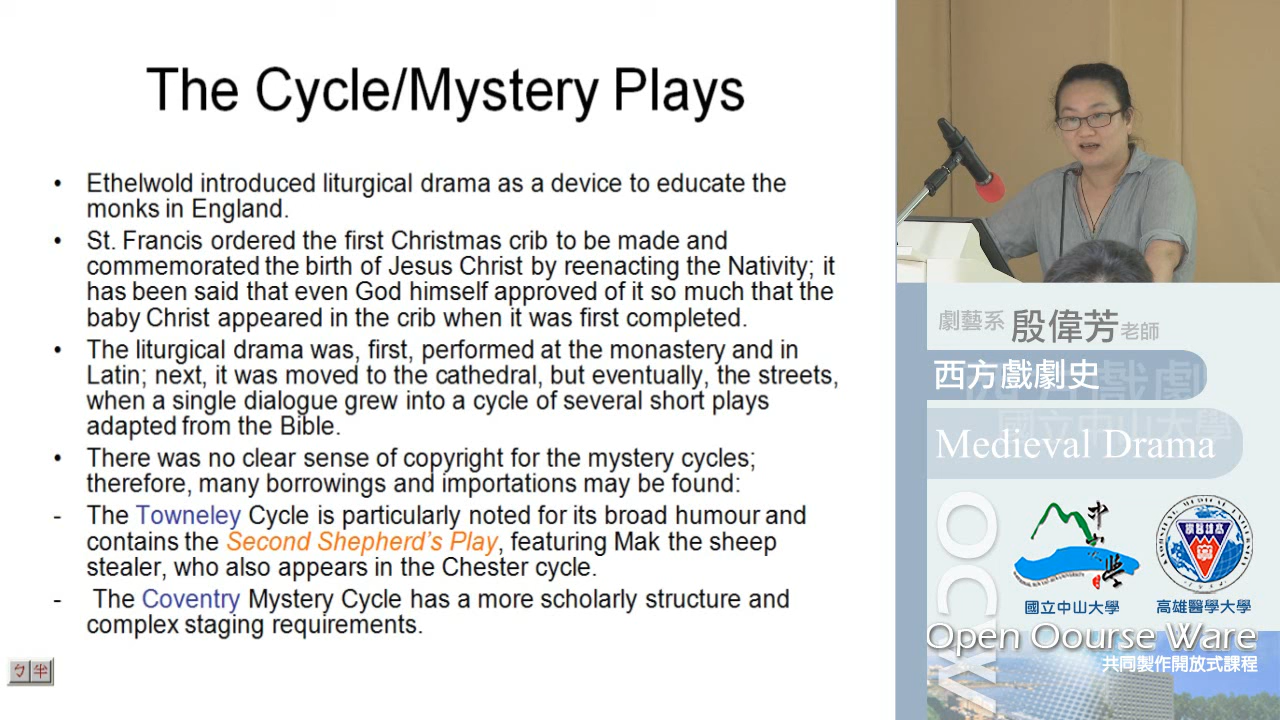 The Cycle/Mystery Plays
• Ethelwold introduced liturgical drama as a device to educate the
monks in England.
• St. Francis ordered the first Christmas crib to be made and
commemorated the birth of Jesus Christ by reenacting the Nativity; it
has been said that even God himself approved of it so much that the
baby Christ appeared in the crib when it was first completed.
• The liturgical drama was, first, performed at the monastery and in
Latin; next, it was moved to the cathedral, but eventually, the streets,
when a single dialogue grew into a cycle of several short plays
adapted from the Bible.
• There was no clear sense of copyright for the mystery cycles;
therefore, many borrowings and importations may be found:
- The Towneley Cycle is particularly noted for its broad humour and
contains the Second Shepherd's Play, featuring Mak the sheep
stealer, who also appears in the Chester cycle.
- The Coventry Mystery Cycle has a more scholarly structure and
complex staging requirements.
ㄅ半
劇藝系 殷偉芳老師
西方戲劇史
Medieval Drama
OCW
中山大學
國立中山大學
高雄醫學大學
Open Oourse Ware
共同製作開放式課程